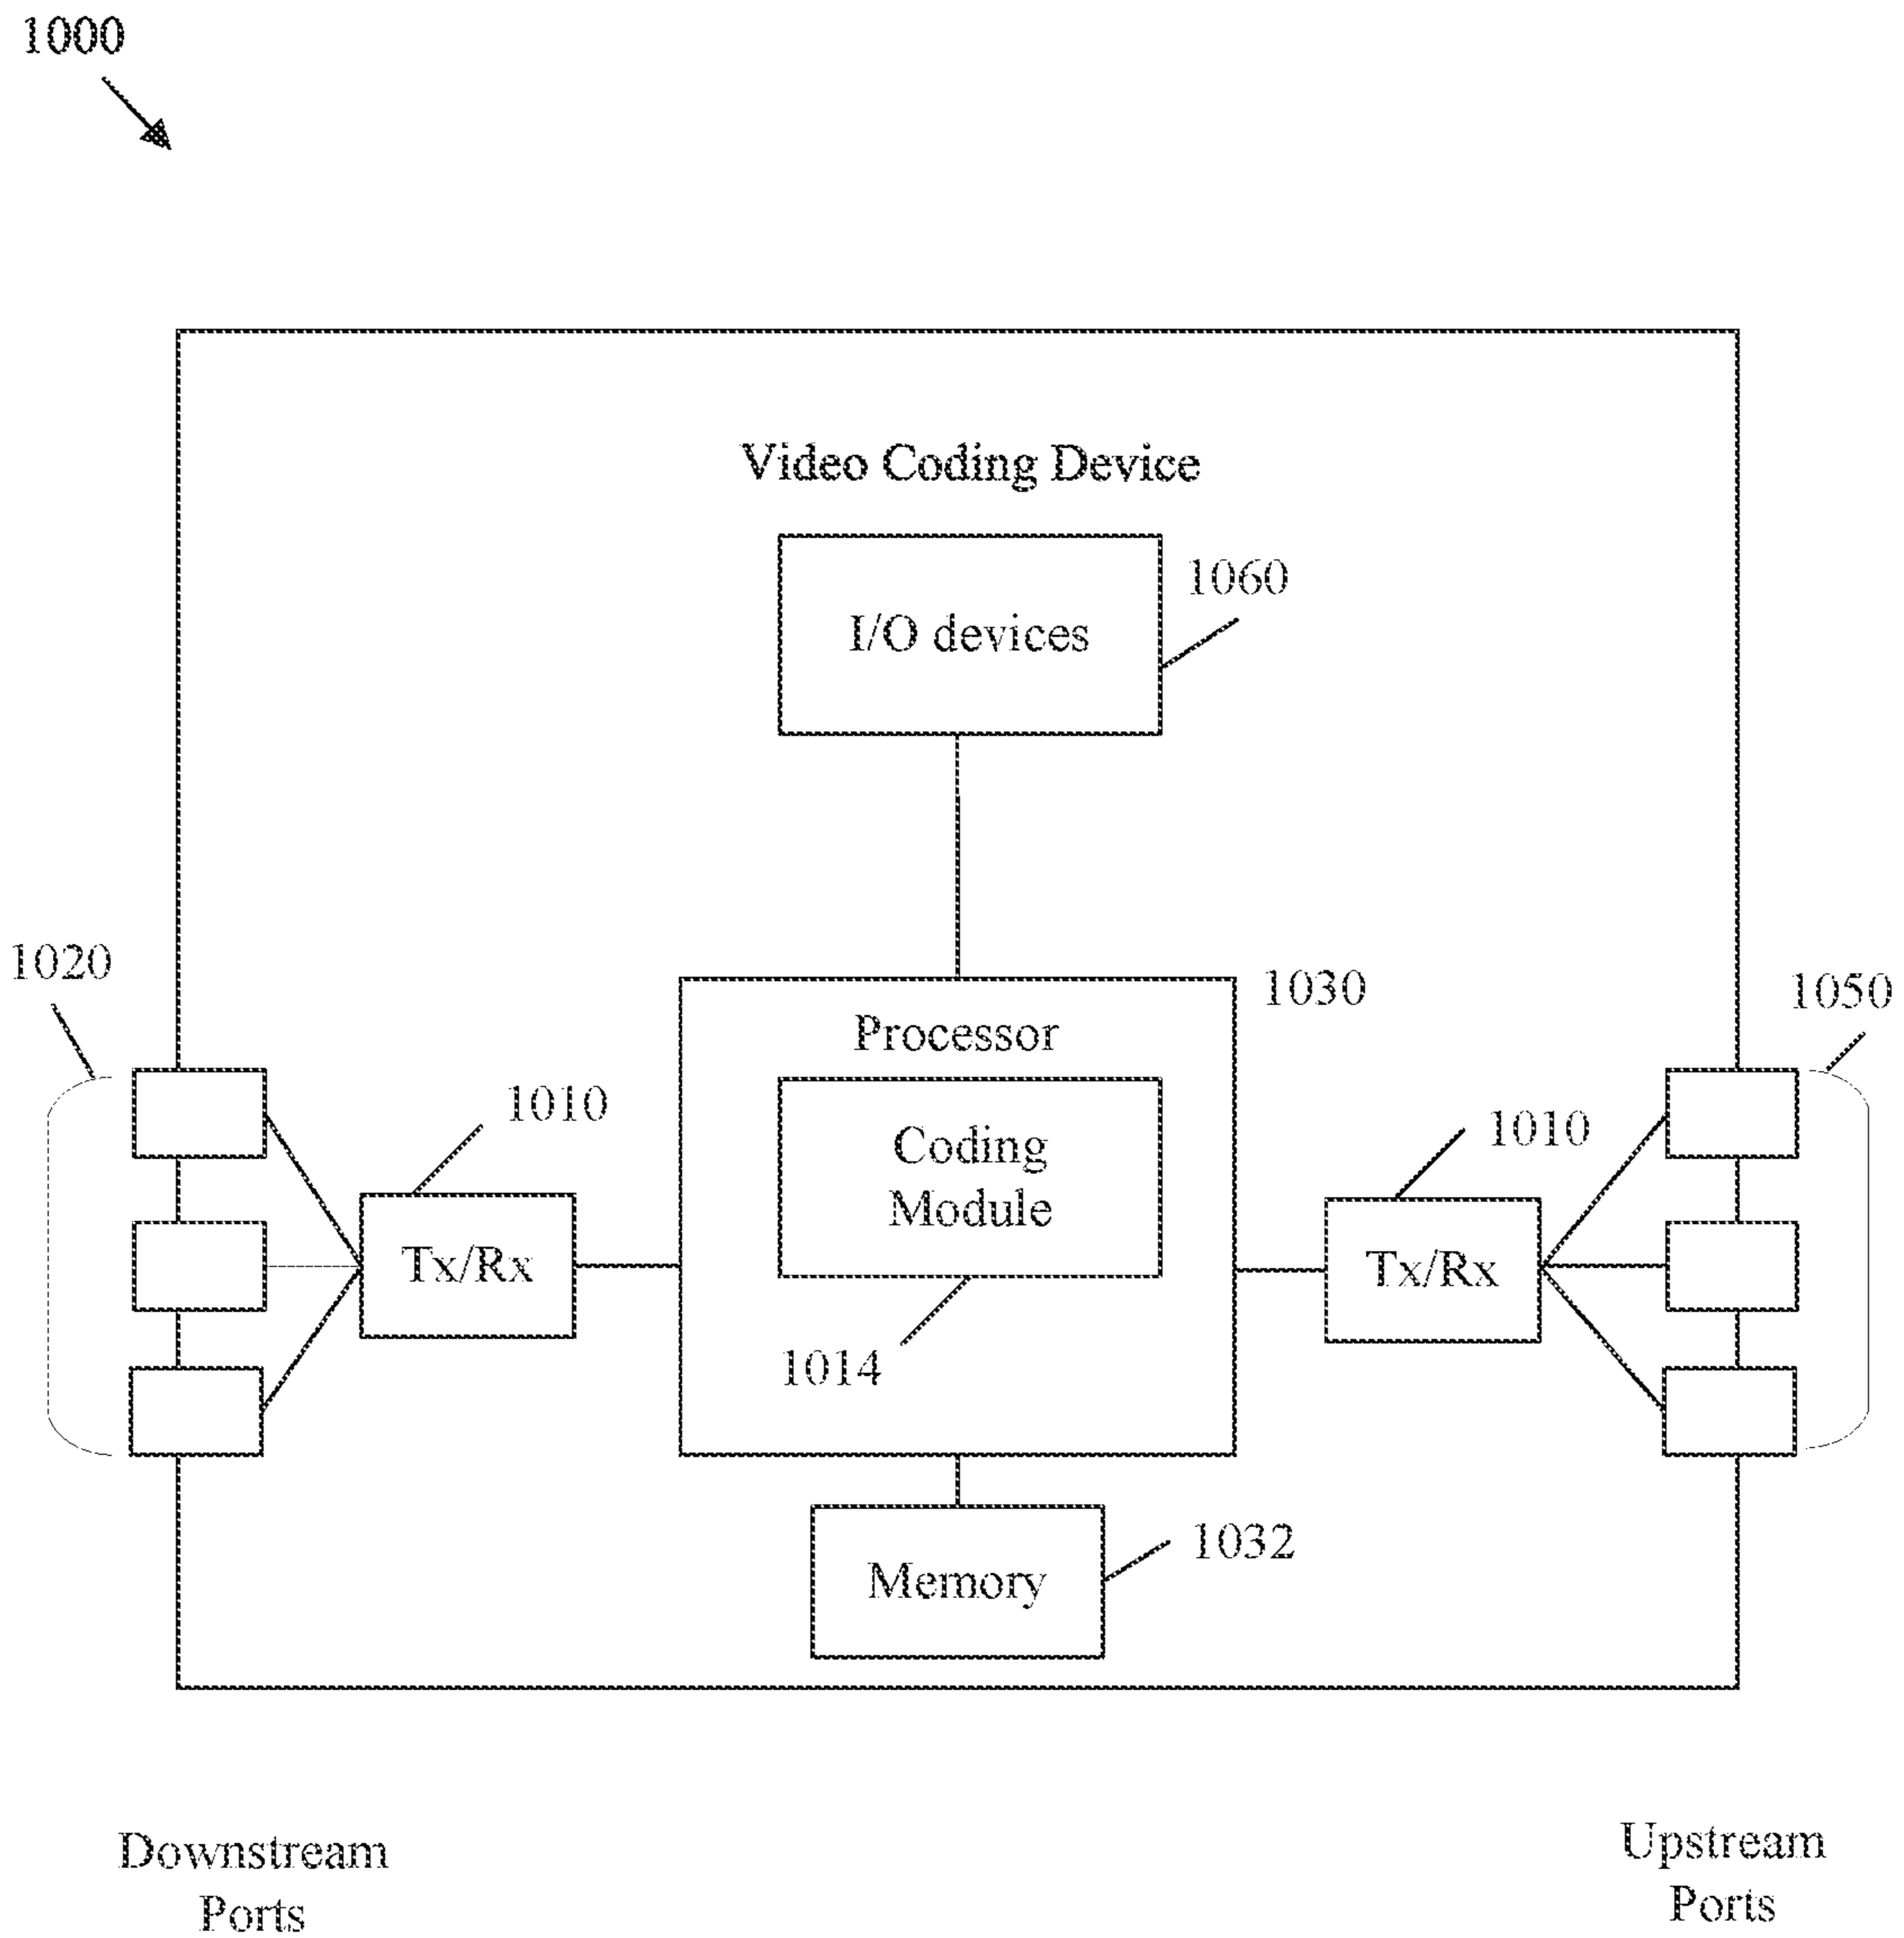 1000
Video Coding Device
I/O devices
1060
1020
1030
1050
Processor
1010
Coding
Module
1010
Tx/Rx
Tx/Rx
1014
Memory
1032
Downstream
Ports
Upstream
Ports